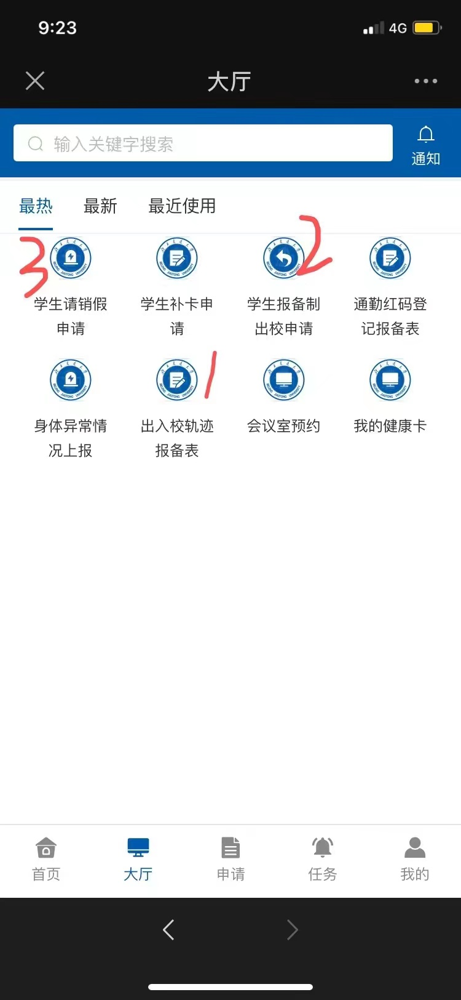 9:23
4G
大厅
输入关键字搜索
通知
最热 最新 最近使用
3
2
学生请销假
申请
学生补卡申
请
学生报备制
出校申请
通勤红码登
记报备表
1
身体异常情
况上报
出入校轨迹
报备表
会议室预约
我的健康卡
首页 大厅 申请 任务 我的